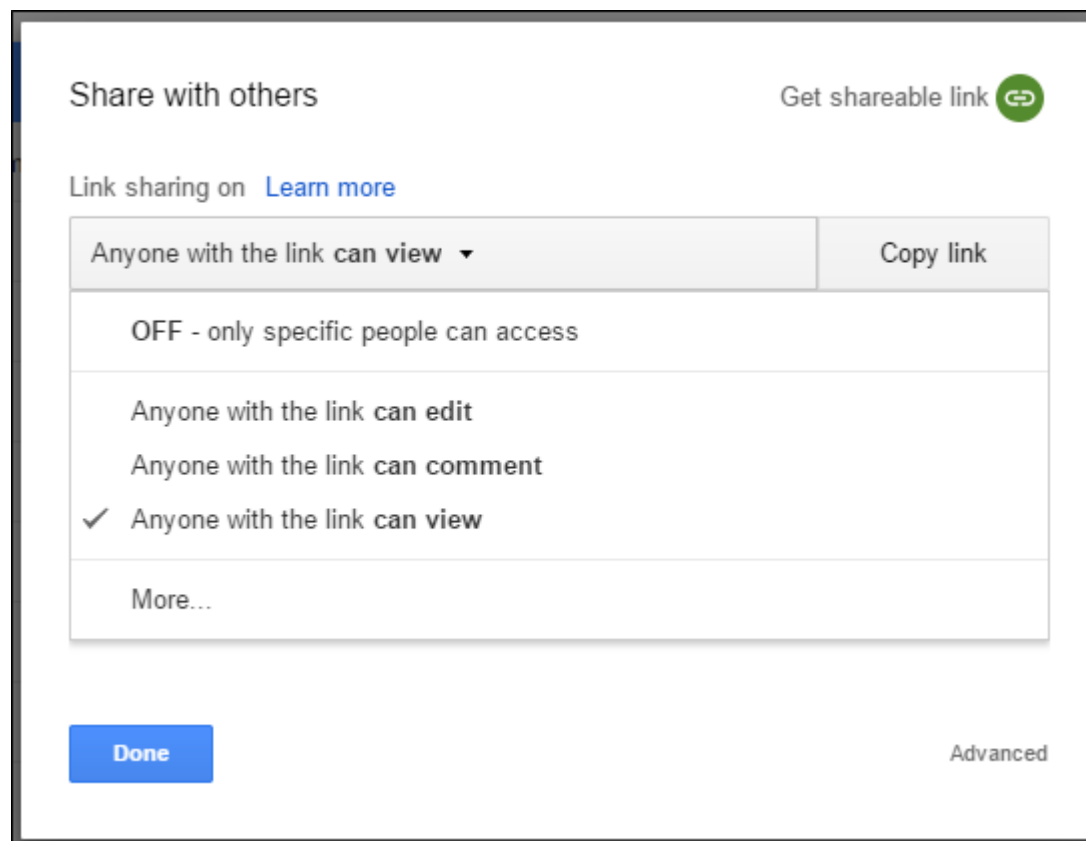 Share with others
Get shareable link
Link sharing on Learn more
Anyone with the link can view
Copy link
OFF - only specific people can access
Anyone with the link can edit
Anyone with the link can comment
Anyone with the link can view
More...
Done
Advanced